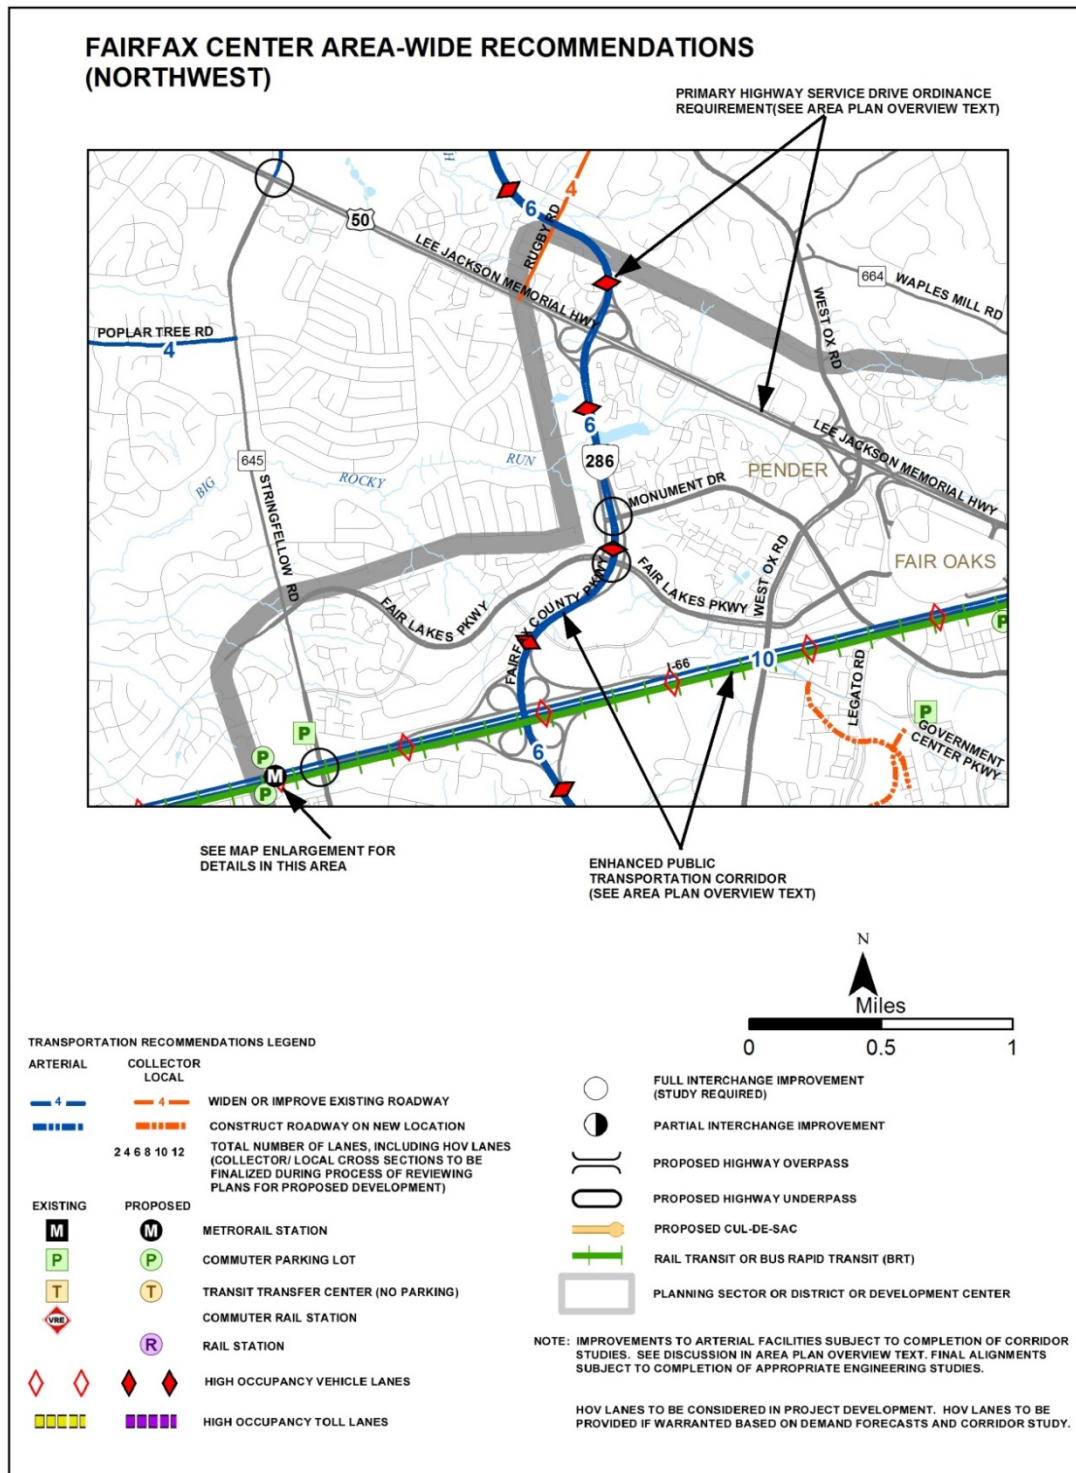 FAIRFAX CENTER AREA-WIDE RECOMMENDATIONS
(NORTHWEST)
PRIMARY HIGHWAY SERVICE DRIVE ORDINANCE
REQUIREMENT(SEE AREA PLAN OVERVIEW TEXT)
6
4
50
RUGBY RD
LEE JACKSON MEMORIAL HWY
664
WAPLES MILL RD
WEST OX RD
POPLAR TREE RD
4
6
LEE JACKSON MEMORIAL HWY
286
645
PENDER
BIG
ROCKY
RUN
STRINGFELLOW RD
MONUMENT DR
WEST OX RD
FAIR OAKS
FAIR LAKES PKWY
FAIR LAKES PKWY
FAIRFAX COUNTY PKWY
P
I-66
10
LEGATO RD
P
GOVERNMENT
CENTER PKWY
P
P
6
M
P
SEE MAP ENLARGEMENT FOR
DETAILS IN THIS AREA
ENHANCED PUBLIC
TRANSPORTATION CORRIDOR
(SEE AREA PLAN OVERVIEW TEXT)
N
Miles
0 0.5 1
TRANSPORTATION RECOMMENDATIONS LEGEND
ARTERIAL
COLLECTOR
LOCAL
4 4 WIDEN OR IMPROVE EXISTING ROADWAY
CONSTRUCT ROADWAY ON NEW LOCATION
2 4 6 8 10 12 TOTAL NUMBER OF LANES, INCLUDING HOV LANES
(COLLECTOR/ LOCAL CROSS SECTIONS TO BE
FINALIZED DURING PROCESS OF REVIEWING
PLANS FOR PROPOSED DEVELOPMENT)
EXISTING PROPOSED
M M METRORAIL STATION
P P COMMUTER PARKING LOT
T T TRANSIT TRANSFER CENTER (NO PARKING)
VRE COMMUTER RAIL STATION
R RAIL STATION
HIGH OCCUPANCY VEHICLE LANES
HIGH OCCUPANCY TOLL LANES
FULL INTERCHANGE IMPROVEMENT
(STUDY REQUIRED)
PARTIAL INTERCHANGE IMPROVEMENT
PROPOSED HIGHWAY OVERPASS
PROPOSED HIGHWAY UNDERPASS
PROPOSED CUL-DE-SAC
RAIL TRANSIT OR BUS RAPID TRANSIT (BRT)
PLANNING SECTOR OR DISTRICT OR DEVELOPMENT CENTER
NOTE: IMPROVEMENTS TO ARTERIAL FACILITIES SUBJECT TO COMPLETION OF CORRIDOR
STUDIES. SEE DISCUSSION IN AREA PLAN OVERVIEW TEXT. FINAL ALIGNMENTS
SUBJECT TO COMPLETION OF APPROPRIATE ENGINEERING STUDIES.
HOV LANES TO BE CONSIDERED IN PROJECT DEVELOPMENT. HOV LANES TO BE
PROVIDED IF WARRANTED BASED ON DEMAND FORECASTS AND CORRIDOR STUDY.